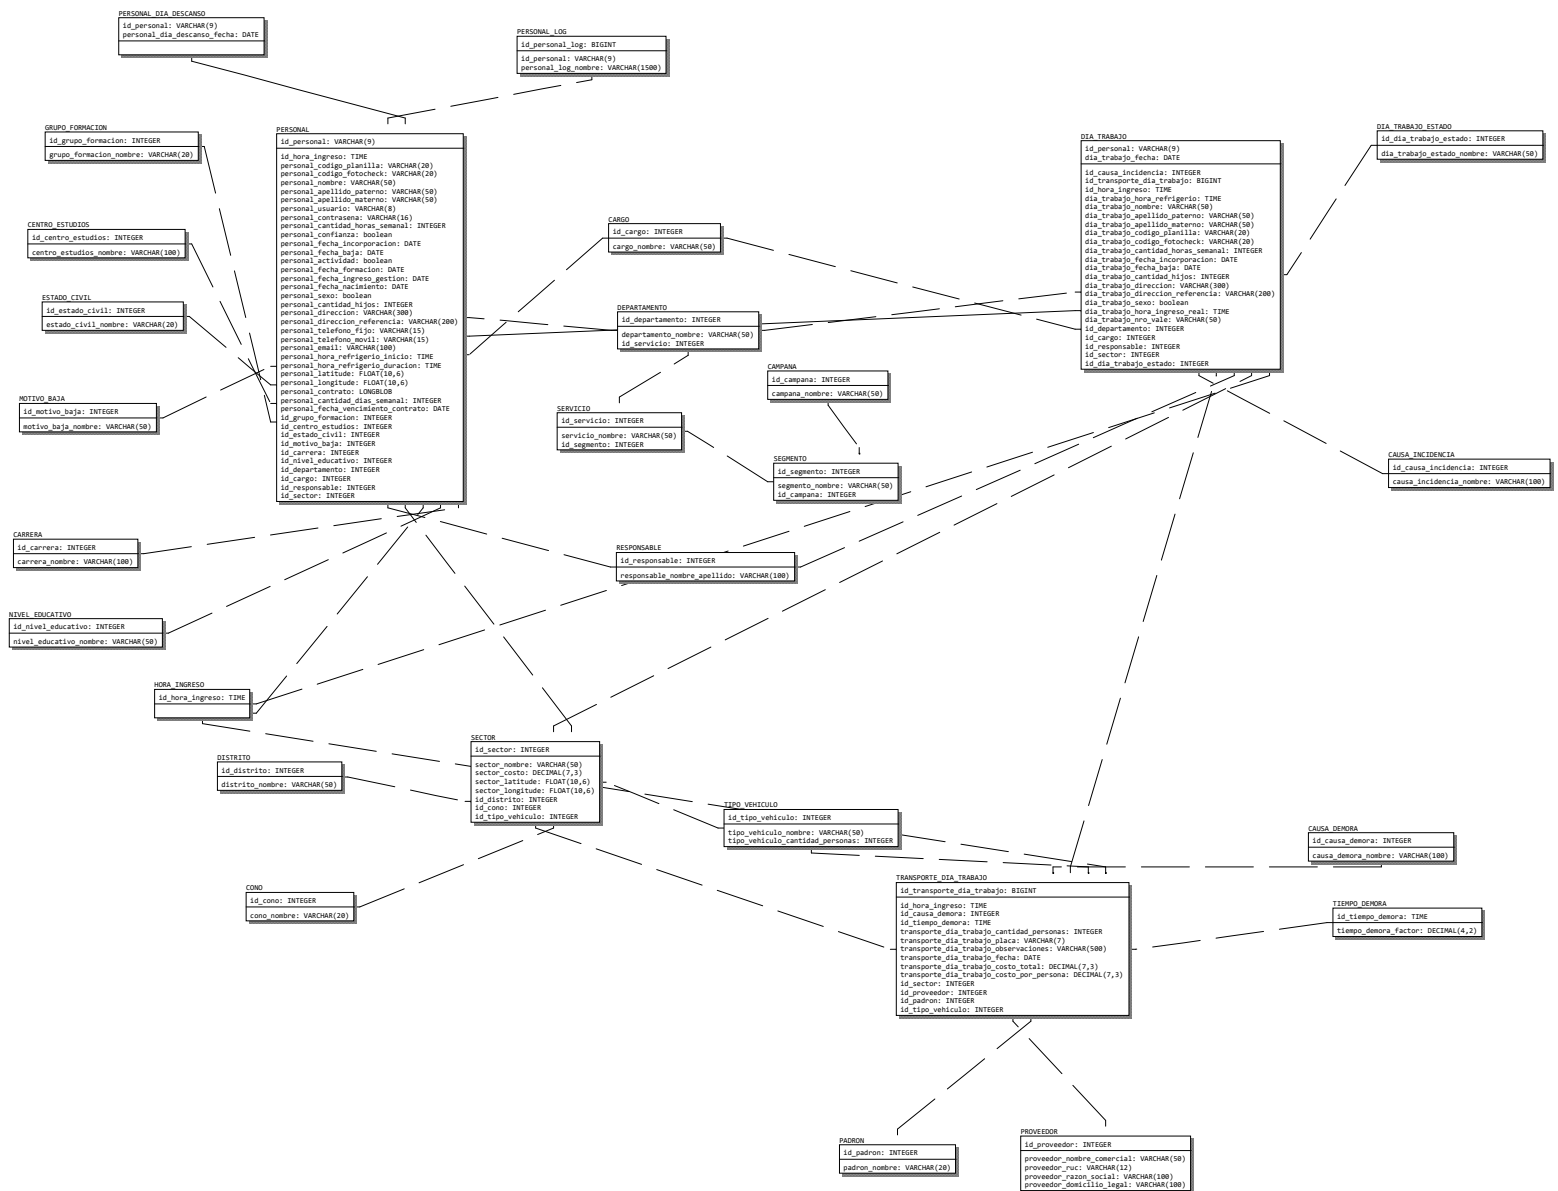 PERSONAL_DIA_DESCANSO
id_personal: VARCHAR(9)
personal_dia_descanso_fecha: DATE
PERSONAL_LOG
id_personal_log: BIGINT
id_personal: VARCHAR(9)
personal_log_nombre: VARCHAR(1500)
GRUPO_FORMACION
id_grupo_formacion: INTEGER
grupo_formacion_nombre: VARCHAR(20)
PERSONAL
id_personal: VARCHAR(9)
id_hora_ingreso: TIME
personal_codigo_planilla: VARCHAR(20)
personal_codigo_fotocheck: VARCHAR(20)
personal_nombre: VARCHAR(50)
personal_apellido_paterno: VARCHAR(50)
personal_apellido_materno: VARCHAR(50)
personal_usuario: VARCHAR(8)
personal_contrasena: VARCHAR(16)
personal_cantidad_horas_semanal: INTEGER
personal_confianza: boolean
personal_fecha_incorporacion: DATE
personal_fecha_baja: DATE
personal_actividad: boolean
personal_fecha_formacion: DATE
personal_fecha_ingreso_gestion: DATE
personal_fecha_nacimiento: DATE
personal_sexo: boolean
personal_cantidad_hijos: INTEGER
personal_direccion: VARCHAR(300)
personal_direccion_referencia: VARCHAR(200)
personal_telefono_fijo: VARCHAR(15)
personal_telefono_movil: VARCHAR(15)
personal_email: VARCHAR(100)
personal_hora_refrigerio_inicio: TIME
personal_hora_refrigerio_duracion: TIME
personal_latitude: FLOAT(10,6)
personal_longitude: FLOAT(10,6)
personal_contrato: LONGBLOB
personal_cantidad_dias_semanal: INTEGER
personal_fecha_vencimiento_contrato: DATE
id_grupo_formacion: INTEGER
id_centro_estudios: INTEGER
id_estado_civil: INTEGER
id_motivo_baja: INTEGER
id_carrera: INTEGER
id_nivel_educativo: INTEGER
id_departamento: INTEGER
id_cargo: INTEGER
id_responsable: INTEGER
id_sector: INTEGER
DIA_TRABAJO
id_personal: VARCHAR(9)
dia_trabajo_fecha: DATE
id_causa_incidencia: INTEGER
id_transporte_dia_trabajo: BIGINT
id_hora_ingreso: TIME
dia_trabajo_hora_refrigerio: TIME
dia_trabajo_nombre: VARCHAR(50)
dia_trabajo_apellido_paterno: VARCHAR(50)
dia_trabajo_apellido_materno: VARCHAR(50)
dia_trabajo_codigo_planilla: VARCHAR(20)
dia_trabajo_codigo_fotocheck: VARCHAR(20)
dia_trabajo_cantidad_horas_semanal: INTEGER
dia_trabajo_fecha_incorporacion: DATE
dia_trabajo_fecha_baja: DATE
dia_trabajo_cantidad_hijos: INTEGER
dia_trabajo_direccion: VARCHAR(300)
dia_trabajo_direccion_referencia: VARCHAR(200)
dia_trabajo_sexo: boolean
dia_trabajo_hora_ingreso_real: TIME
dia_trabajo_nro_vale: VARCHAR(50)
id_departamento: INTEGER
id_cargo: INTEGER
id_responsable: INTEGER
id_sector: INTEGER
id_dia_trabajo_estado: INTEGER
DIA_TRABAJO_ESTADO
id_dia_trabajo_estado: INTEGER
dia_trabajo_estado_nombre: VARCHAR(50)
CENTRO_ESTUDIOS
id_centro_estudios: INTEGER
centro_estudios_nombre: VARCHAR(100)
CARGO
id_cargo: INTEGER
cargo_nombre: VARCHAR(50)
ESTADO_CIVIL
id_estado_civil: INTEGER
estado_civil_nombre: VARCHAR(20)
DEPARTAMENTO
id_departamento: INTEGER
departamento_nombre: VARCHAR(50)
id_servicio: INTEGER
CAMPANA
id_campana: INTEGER
campana_nombre: VARCHAR(50)
MOTIVO_BAJA
id_motivo_baja: INTEGER
motivo_baja_nombre: VARCHAR(50)
SERVICIO
id_servicio: INTEGER
servicio_nombre: VARCHAR(50)
id_segmento: INTEGER
SEGMENTO
id_segmento: INTEGER
segmento_nombre: VARCHAR(50)
id_campana: INTEGER
CAUSA_INCIDENCIA
id_causa_incidencia: INTEGER
causa_incidencia_nombre: VARCHAR(100)
CARRERA
id_carrera: INTEGER
carrera_nombre: VARCHAR(100)
RESPONSABLE
id_responsable: INTEGER
responsable_nombre_apellido: VARCHAR(100)
NIVEL_EDUCATIVO
id_nivel_educativo: INTEGER
nivel_educativo_nombre: VARCHAR(50)
HORA_INGRESO
id_hora_ingreso: TIME
SECTOR
id_sector: INTEGER
sector_nombre: VARCHAR(50)
sector_costo: DECIMAL(7,3)
sector_latitude: FLOAT(10,6)
sector_longitude: FLOAT(10,6)
id_distrito: INTEGER
id_cono: INTEGER
id_tipo_vehiculo: INTEGER
DISTRITO
id_distrito: INTEGER
distrito_nombre: VARCHAR(50)
TIPO_VEHICULO
id_tipo_vehiculo: INTEGER
tipo_vehiculo_nombre: VARCHAR(50)
tipo_vehiculo_cantidad_personas: INTEGER
CAUSA_DEMORA
id_causa_demora: INTEGER
causa_demora_nombre: VARCHAR(100)
CONO
id_cono: INTEGER
cono_nombre: VARCHAR(20)
TRANSPORTE_DIA_TRABAJO
id_transporte_dia_trabajo: BIGINT
id_hora_ingreso: TIME
id_causa_demora: INTEGER
id_tiempo_demora: TIME
transporte_dia_trabajo_cantidad_personas: INTEGER
transporte_dia_trabajo_placa: VARCHAR(7)
transporte_dia_trabajo_observaciones: VARCHAR(500)
transporte_dia_trabajo_fecha: DATE
transporte_dia_trabajo_costo_total: DECIMAL(7,3)
transporte_dia_trabajo_costo_por_persona: DECIMAL(7,3)
id_sector: INTEGER
id_proveedor: INTEGER
id_padron: INTEGER
id_tipo_vehiculo: INTEGER
TIEMPO_DEMORA
id_tiempo_demora: TIME
tiempo_demora_factor: DECIMAL(4,2)
PADRON
id_padron: INTEGER
padron_nombre: VARCHAR(20)
PROVEEDOR
id_proveedor: INTEGER
proveedor_nombre_comercial: VARCHAR(50)
proveedor_ruc: VARCHAR(12)
proveedor_razon_social: VARCHAR(100)
proveedor_domicilio_legal: VARCHAR(100)